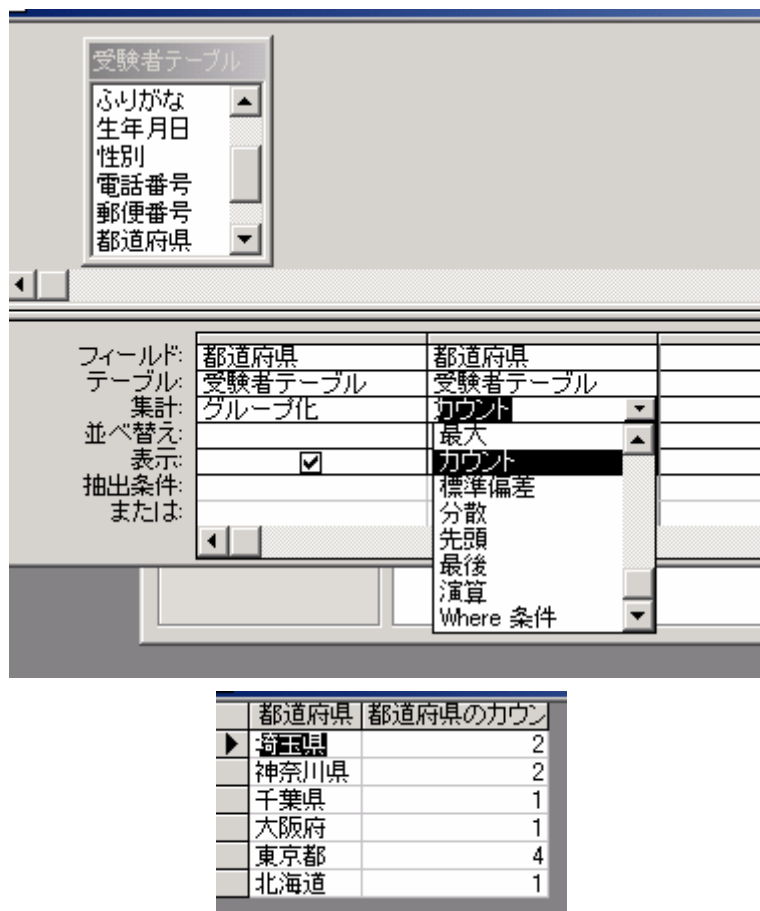 受験者テーブル
ふりがな
生年月日
性別
電話番号
郵便番号
都道府県
フィールド: 都道府県 都道府県
テーブル: 受験者テーブル 受験者テーブル
集計: グループ化 カウント
並べ替え:
表示:
抽出条件:
または:
最大
カウント
標準偏差
分散
先頭
最後
演算
Where 条件
都道府県 都道府県のカウン
埼玉県 2
神奈川県 2
千葉県 1
大阪府 1
東京都 4
北海道 1